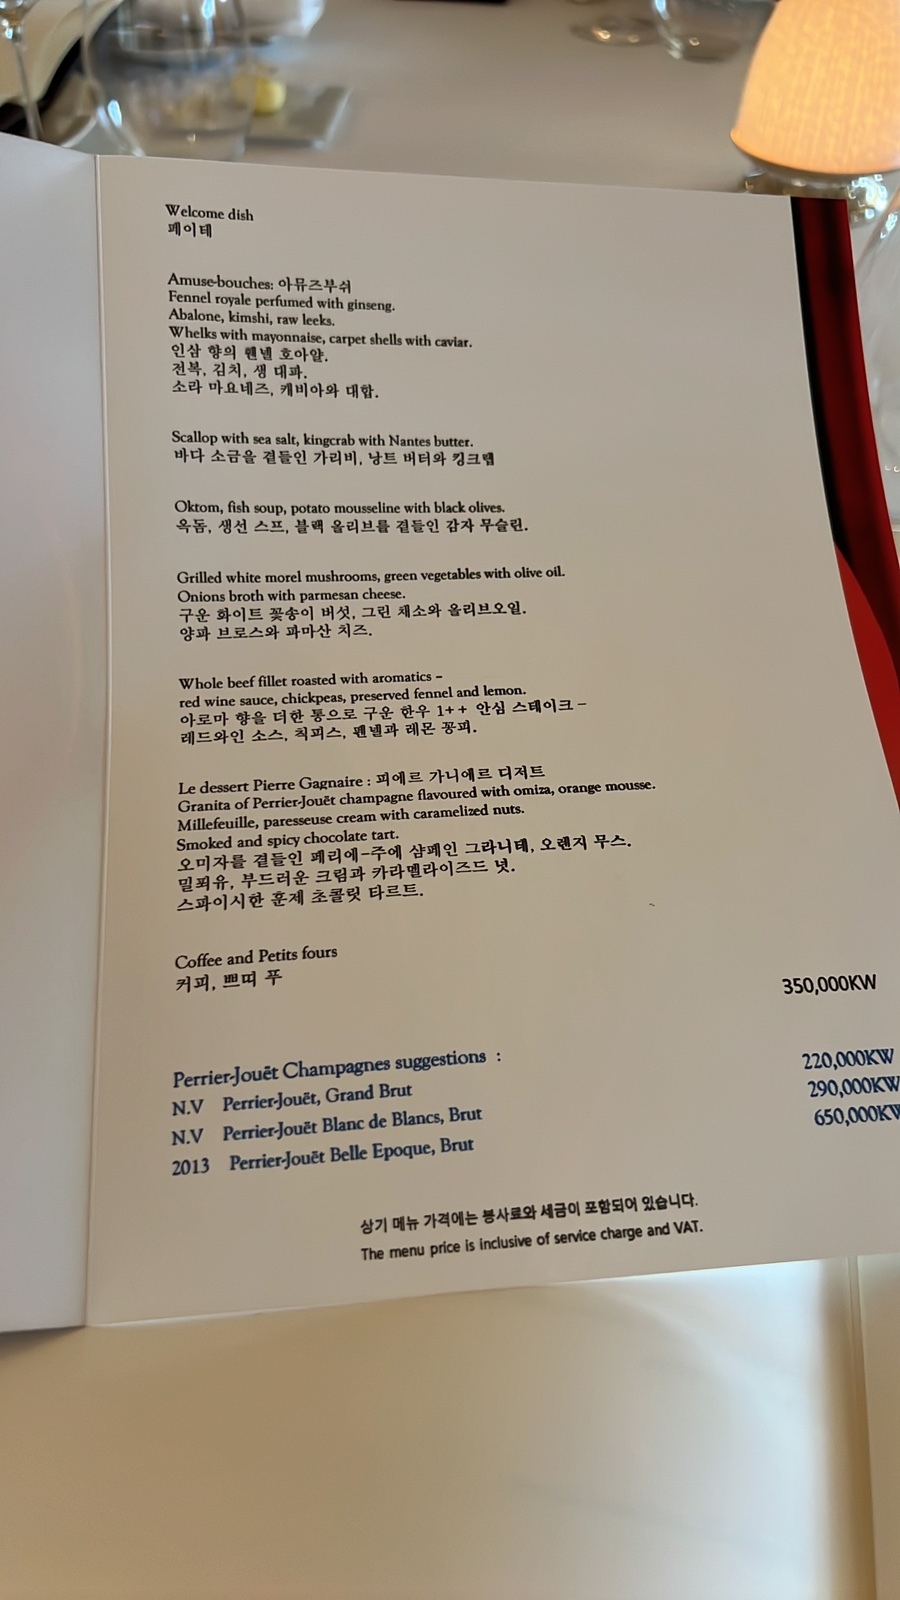 Welcome dish
페이테
Amuse-bouches: 아뮤즈부쉬
Fennel royale perfumed with ginseng.
Abalone, kimshi, raw leeks.
Whelks with mayonnaise, carpet shells with caviar.
인삼 향의 휀넬 호아얄.
전복, 김치, 생 대파.
소라 마요네즈, 캐비아와 대합.
Scallop with sea salt, kingcrab with Nantes butter.
바다 소금을 곁들인 가리비, 낭트 버터와 킹크랩
Oktom, fish soup, potato mousseline with black olives.
옥돔, 생선 스프, 블랙 올리브를 곁들인 감자 무슬린.
Grilled white morel mushrooms, green vegetables with olive oil.
Onions broth with parmesan cheese.
구운 화이트 꽃송이 버섯, 그린 채소와 올리브오일.
양파 브로스와 파마산 치즈.
Whole beef fillet roasted with aromatics –
red wine sauce, chickpeas, preserved fennel and lemon.
아로마 향을 더한 통으로 구운 한우 1++ 안심 스테이크 –
레드와인 소스, 칙피스, 펜넬과 레몬 꽁피.
Le dessert Pierre Gagnaire : 피에르 가니에르 디저트
Granita of Perrier-Jouët champagne flavoured with omiza, orange mousse.
Millefeuille, paresseuse cream with caramelized nuts.
Smoked and spicy chocolate tart.
오미자를 곁들인 페리에-주에 샴페인 그라니테, 오렌지 무스.
밀푀유, 부드러운 크림과 카라멜라이즈드 넛.
스파이시한 훈제 초콜릿 타르트.
Coffee and Petits fours
커피, 쁘띠 푸
350,000KW
Perrier-Jouët Champagnes suggestions :
N.V Perrier-Jouët, Grand Brut 220,000KW
N.V Perrier-Jouët Blanc de Blancs, Brut 290,000KW
2013 Perrier-Jouët Belle Epoque, Brut 650,000KW
상기 메뉴 가격에는 봉사료와 세금이 포함되어 있습니다.
The menu price is inclusive of service charge and VAT.